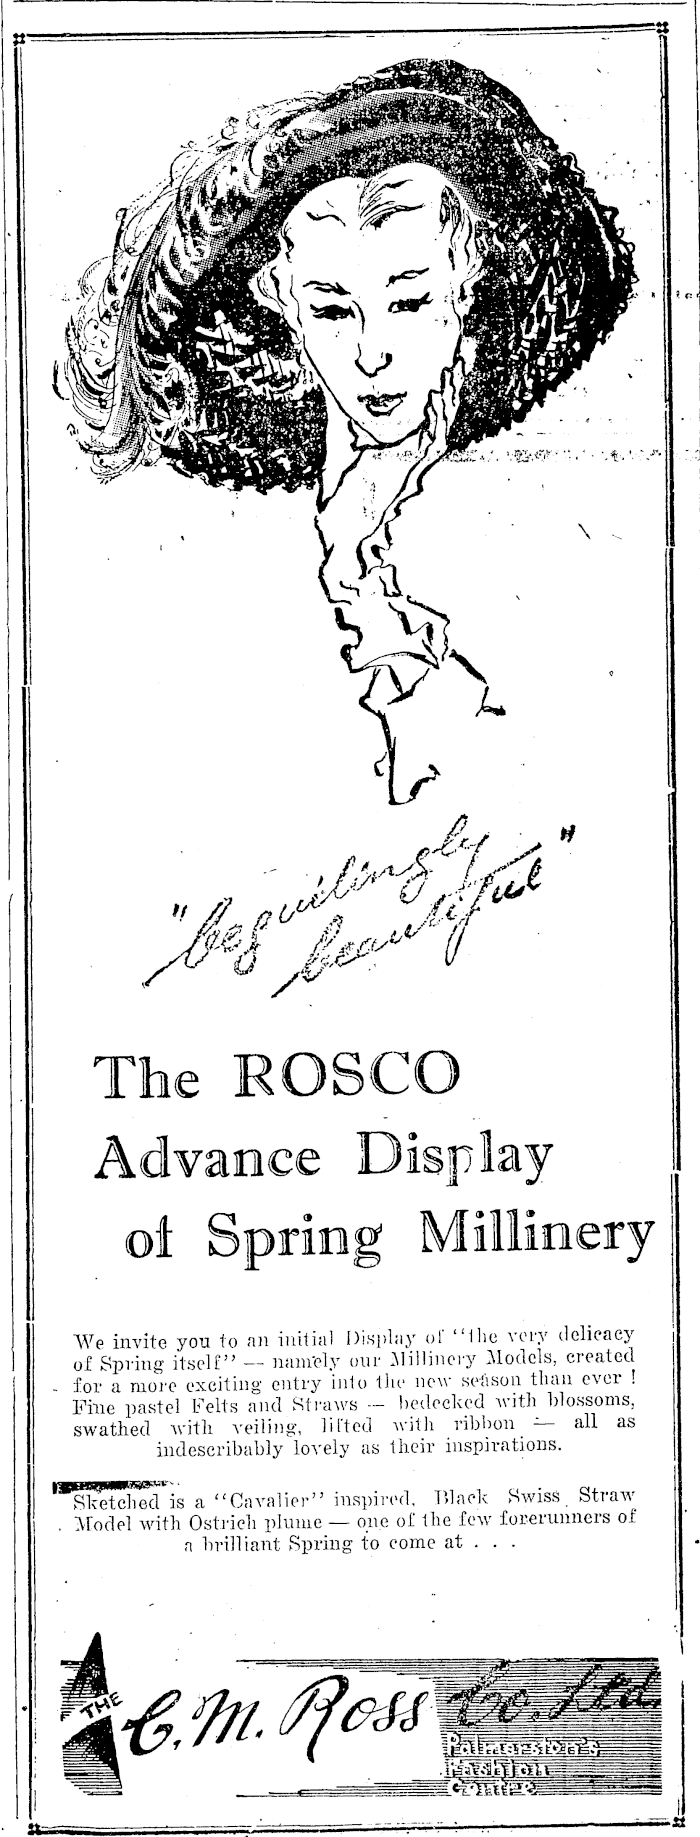 "beguilingly
beautiful"
The ROSCO
Advance Display
of Spring Millinery
We invite you to an initial Display of "the very delicacy
of Spring itself" — namely our Millinery Models, created
for a more exciting entry into the new season than ever !
Fine pastel Felts and Straws — bedecked with blossoms,
swathed with veiling, lifted with ribbon — all as
indescribably lovely as their inspirations.
Sketched is a "Cavalier" inspired, Black Swiss Straw
Model with Ostrich plume — one of the few forerunners of
a brilliant Spring to come at . . .
THE C. M. Ross Co. Ltd.
Palmerston's
Fashion
Centre